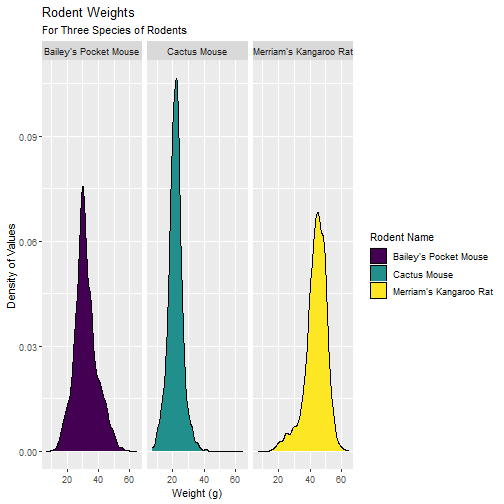 Rodent Weights
For Three Species of Rodents
Bailey's Pocket Mouse
Cactus Mouse
Merriam's Kangaroo Rat
0.09
0.06
0.03
0.00
Density of Values
20 40 60
20 40 60
20 40 60
Weight (g)
Rodent Name
Bailey's Pocket Mouse
Cactus Mouse
Merriam's Kangaroo Rat